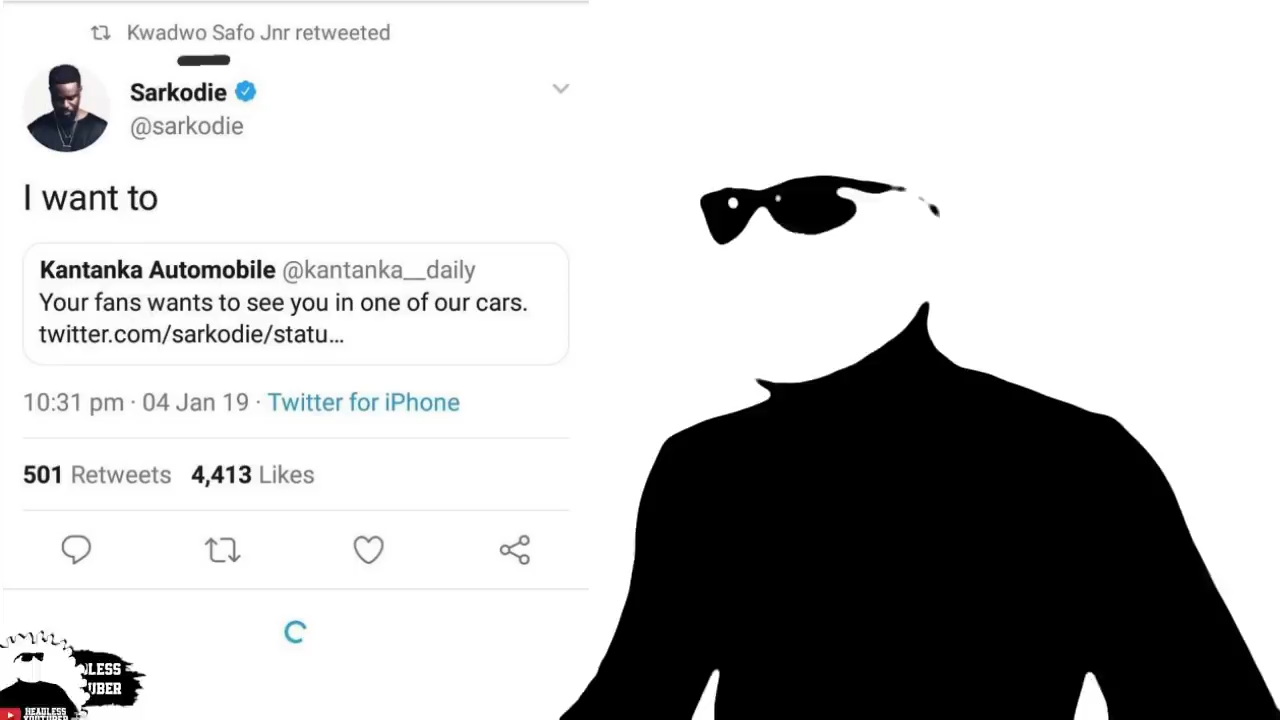 Kwadwo Safo Jnr retweeted
Sarkodie
@sarkodie
I want to
Kantanka Automobile @kantanka__daily
Your fans wants to see you in one of our cars.
twitter.com/sarkodie/statu...
10:31 pm · 04 Jan 19 · Twitter for iPhone
501 Retweets 4,413 Likes
HEADLESS